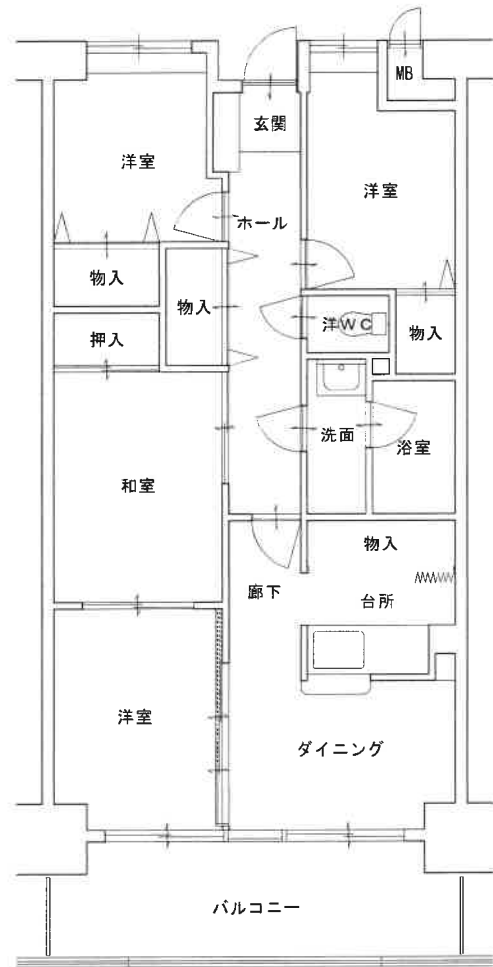 MB
玄関
洋室
洋室
ホール
物入
物入
押入
洋WC
物入
洗面
浴室
和室
物入
廊下
台所
洋室
ダイニング
バルコニー